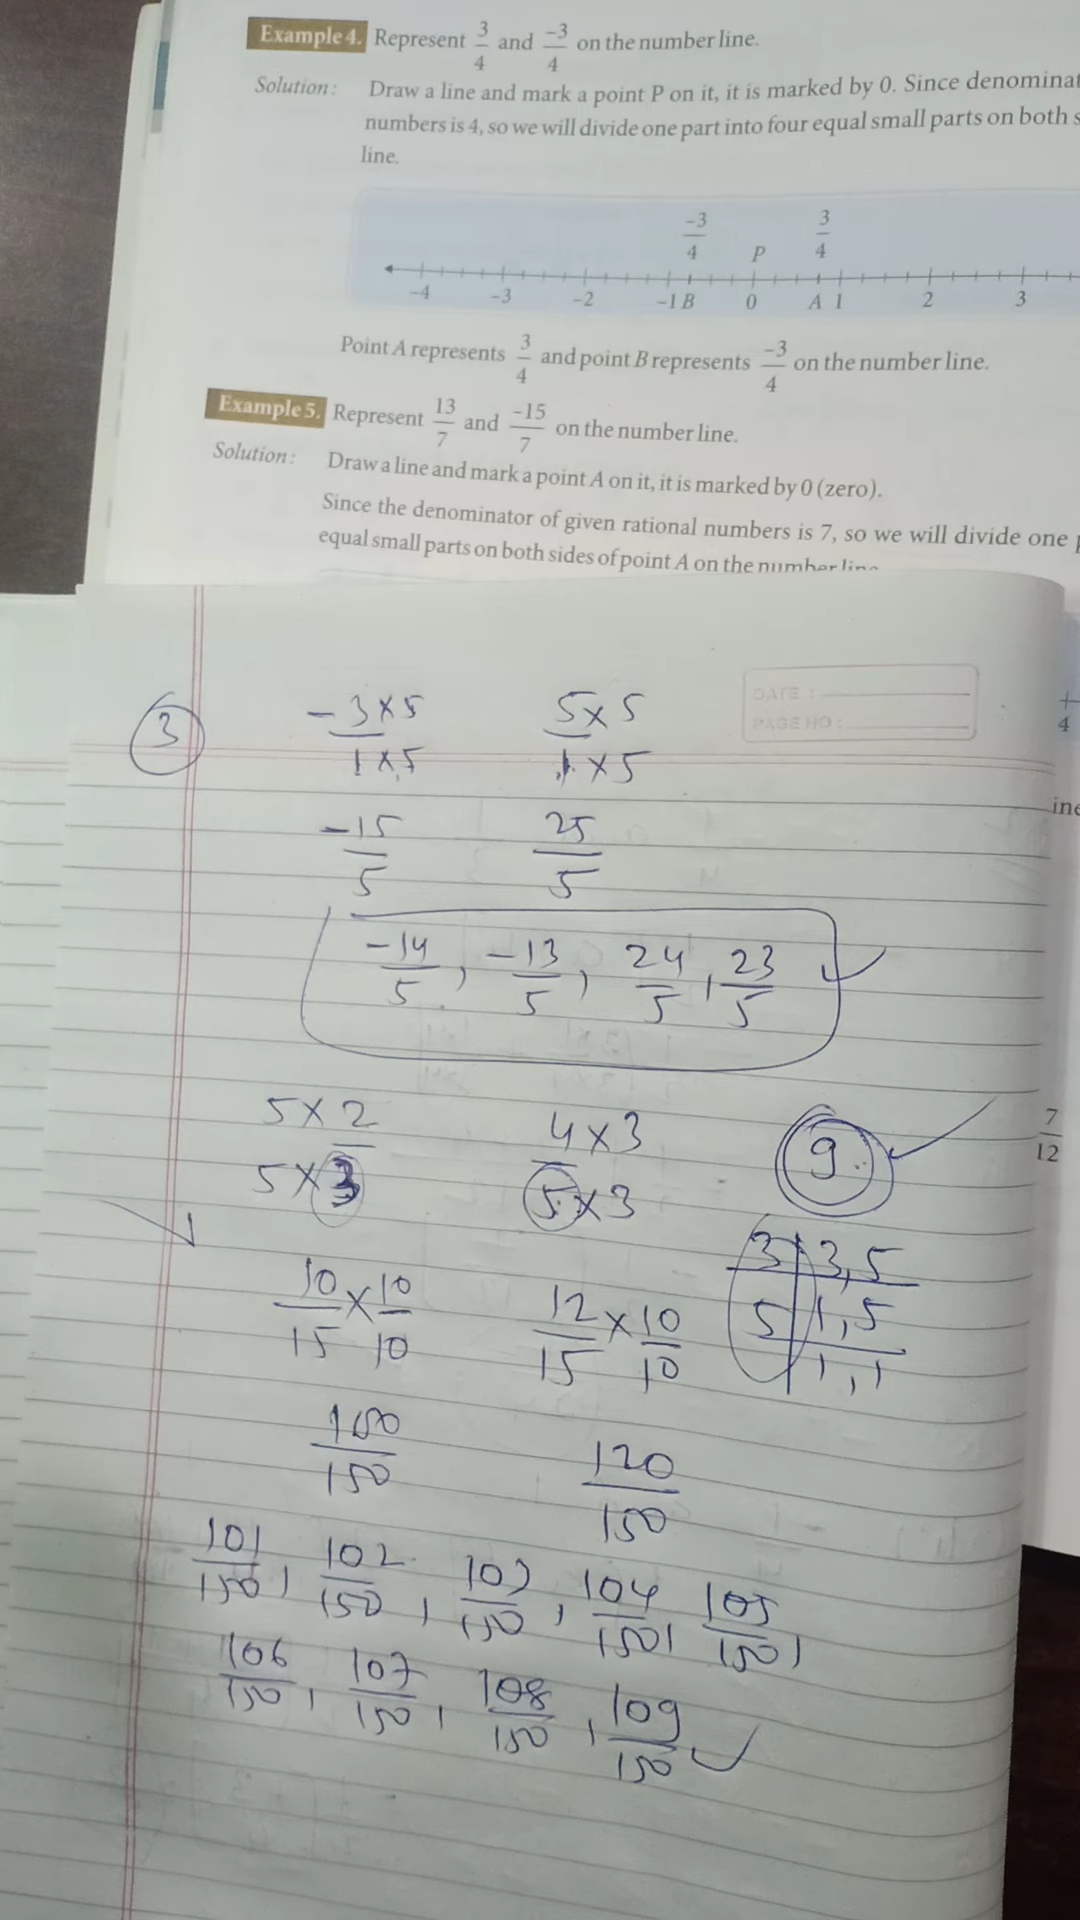 Example 4. Represent 3/4 and -3/4 on the number line.
Solution: Draw a line and mark a point P on it, it is marked by 0. Since
numbers is 4, so we will divide one part into four equal small parts on both
line.
-3/4 P 3/4
-4 -3 -2 -1 B 0 A 1 2 3
Point A represents 3/4 and point B represents -3/4 on the number line.
Example 5. Represent 13/7 and -15/7 on the number line.
Solution: Draw a line and mark a point A on it, it is marked by 0 (zero).
Since the denominator of given rational numbers is 7, so we will divide one
equal small parts on both sides of point A on the number line
DATE :
PAGE NO :
3 -3×5/1×5 5×5/1×5
-15/5 25/5
-14/5, -13/5, 24/5, 23/5
5×2/5×3 4×3/5×3 9.
10/15 × 10/10 12/15 × 10/10
3 | 3, 5
5 | 1, 5
1, 1
100/150 120/150
101/150, 102/150, 103/150, 104/150, 105/150,
106/150, 107/150, 108/150, 109/150
4
7/12